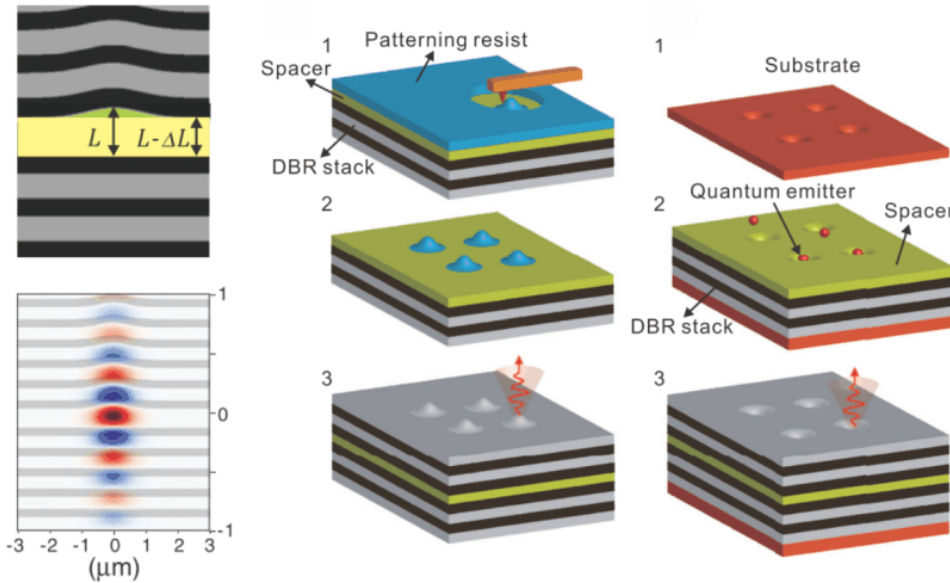 L
L-ΔL
1
0
-1
-3
-2
-1
0
1
2
3
(μm)
1
Patterning resist
Spacer
DBR stack
2
3
1
Substrate
Quantum emitter
2
Spacer
DBR stack
3